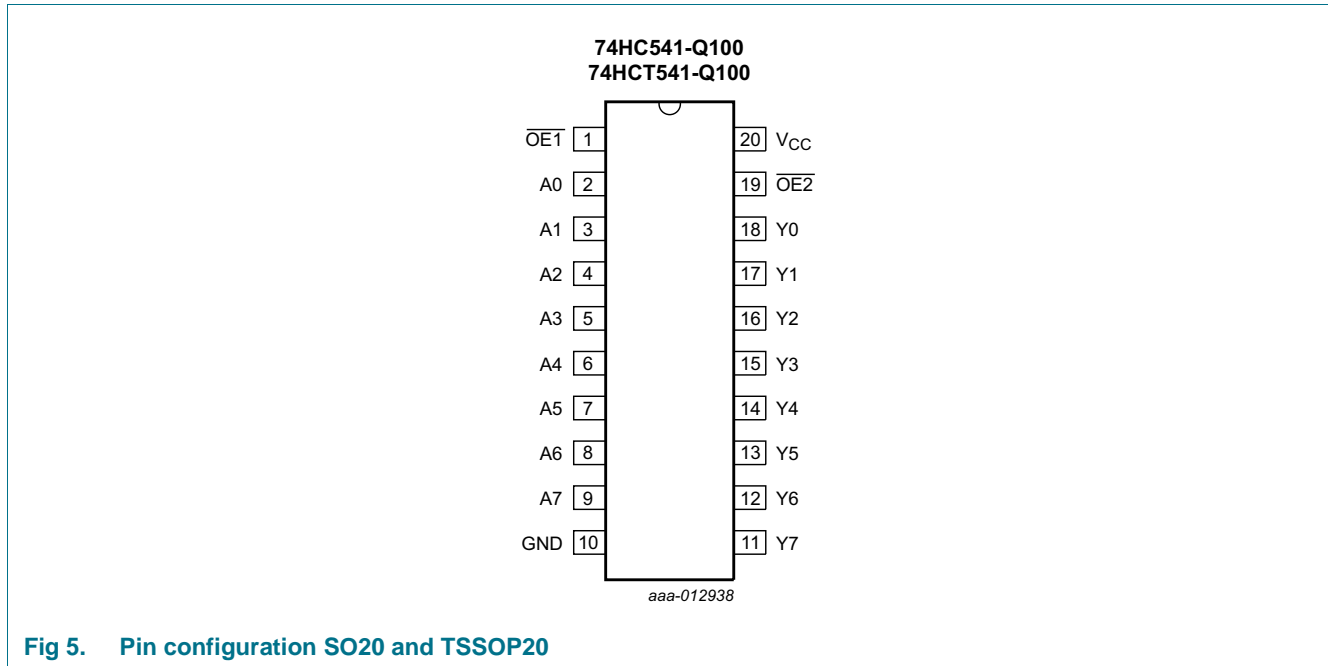 74HC541-Q100
74HCT541-Q100
O̅E̅1̅ 1 20 VCC
A0 2 19 O̅E̅2̅
A1 3 18 Y0
A2 4 17 Y1
A3 5 16 Y2
A4 6 15 Y3
A5 7 14 Y4
A6 8 13 Y5
A7 9 12 Y6
GND 10 11 Y7
aaa-012938
Fig 5. Pin configuration SO20 and TSSOP20